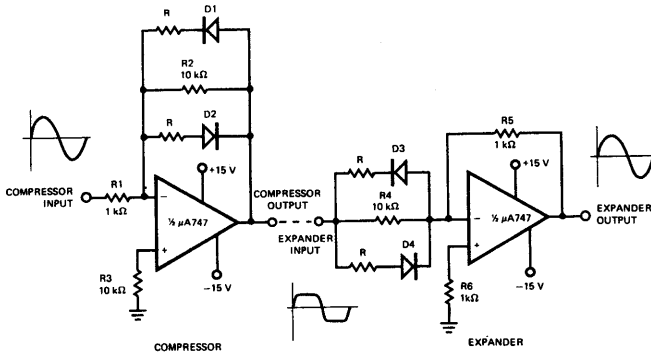 R
D1
R2
10 kΩ
R
D2
R1
1 kΩ
COMPRESSOR
INPUT
+15 V
−
½ µA747
+
−15 V
R3
10 kΩ
COMPRESSOR
OUTPUT
EXPANDER
INPUT
R
D3
R4
10 kΩ
R
D4
R5
1 kΩ
+15 V
−
½ µA747
+
−15 V
R6
1kΩ
EXPANDER
OUTPUT
COMPRESSOR
EXPANDER